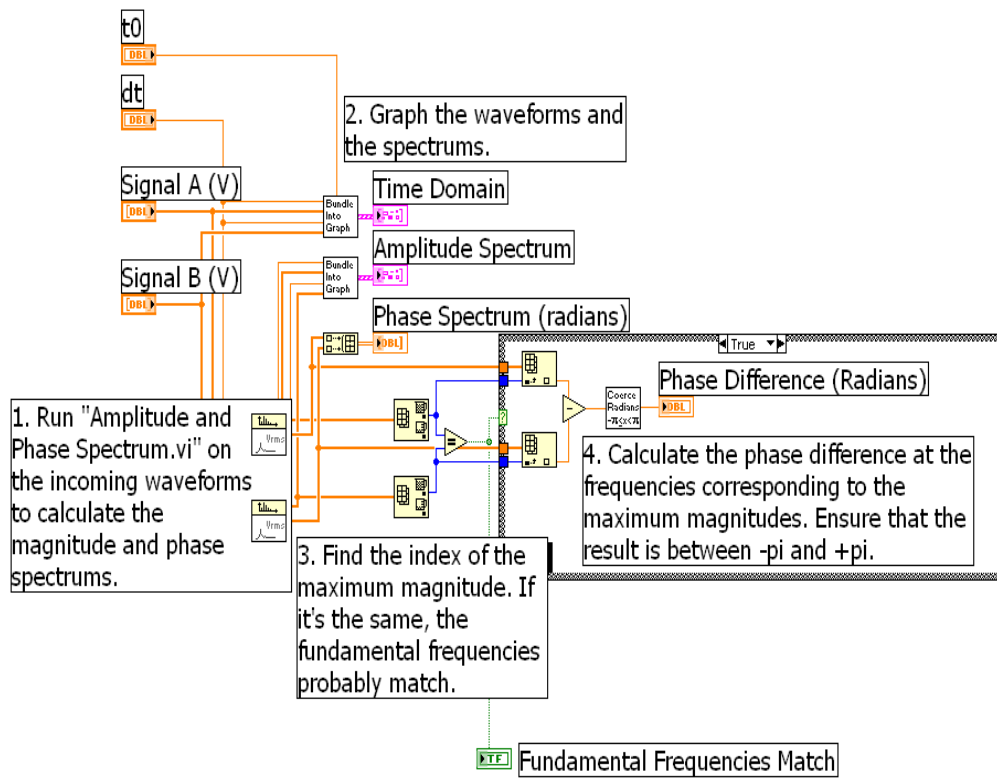 t0
DBL
dt
DBL
2. Graph the waveforms and
the spectrums.
Signal A (V)
[DBL]
Bundle
Into
Graph
Time Domain
Signal B (V)
[DBL]
Bundle
Into
Graph
Amplitude Spectrum
Phase Spectrum (radians)
DBL]
True
1. Run "Amplitude and
Phase Spectrum.vi" on
the incoming waveforms
to calculate the
magnitude and phase
spectrums.
Vrms
Vrms
=
?
-
Coerce
Radians
-π≤x<π
Phase Difference (Radians)
DBL
4. Calculate the phase difference at the
frequencies corresponding to the
maximum magnitudes. Ensure that the
result is between -pi and +pi.
3. Find the index of the
maximum magnitude. If
it's the same, the
fundamental frequencies
probably match.
TF
Fundamental Frequencies Match